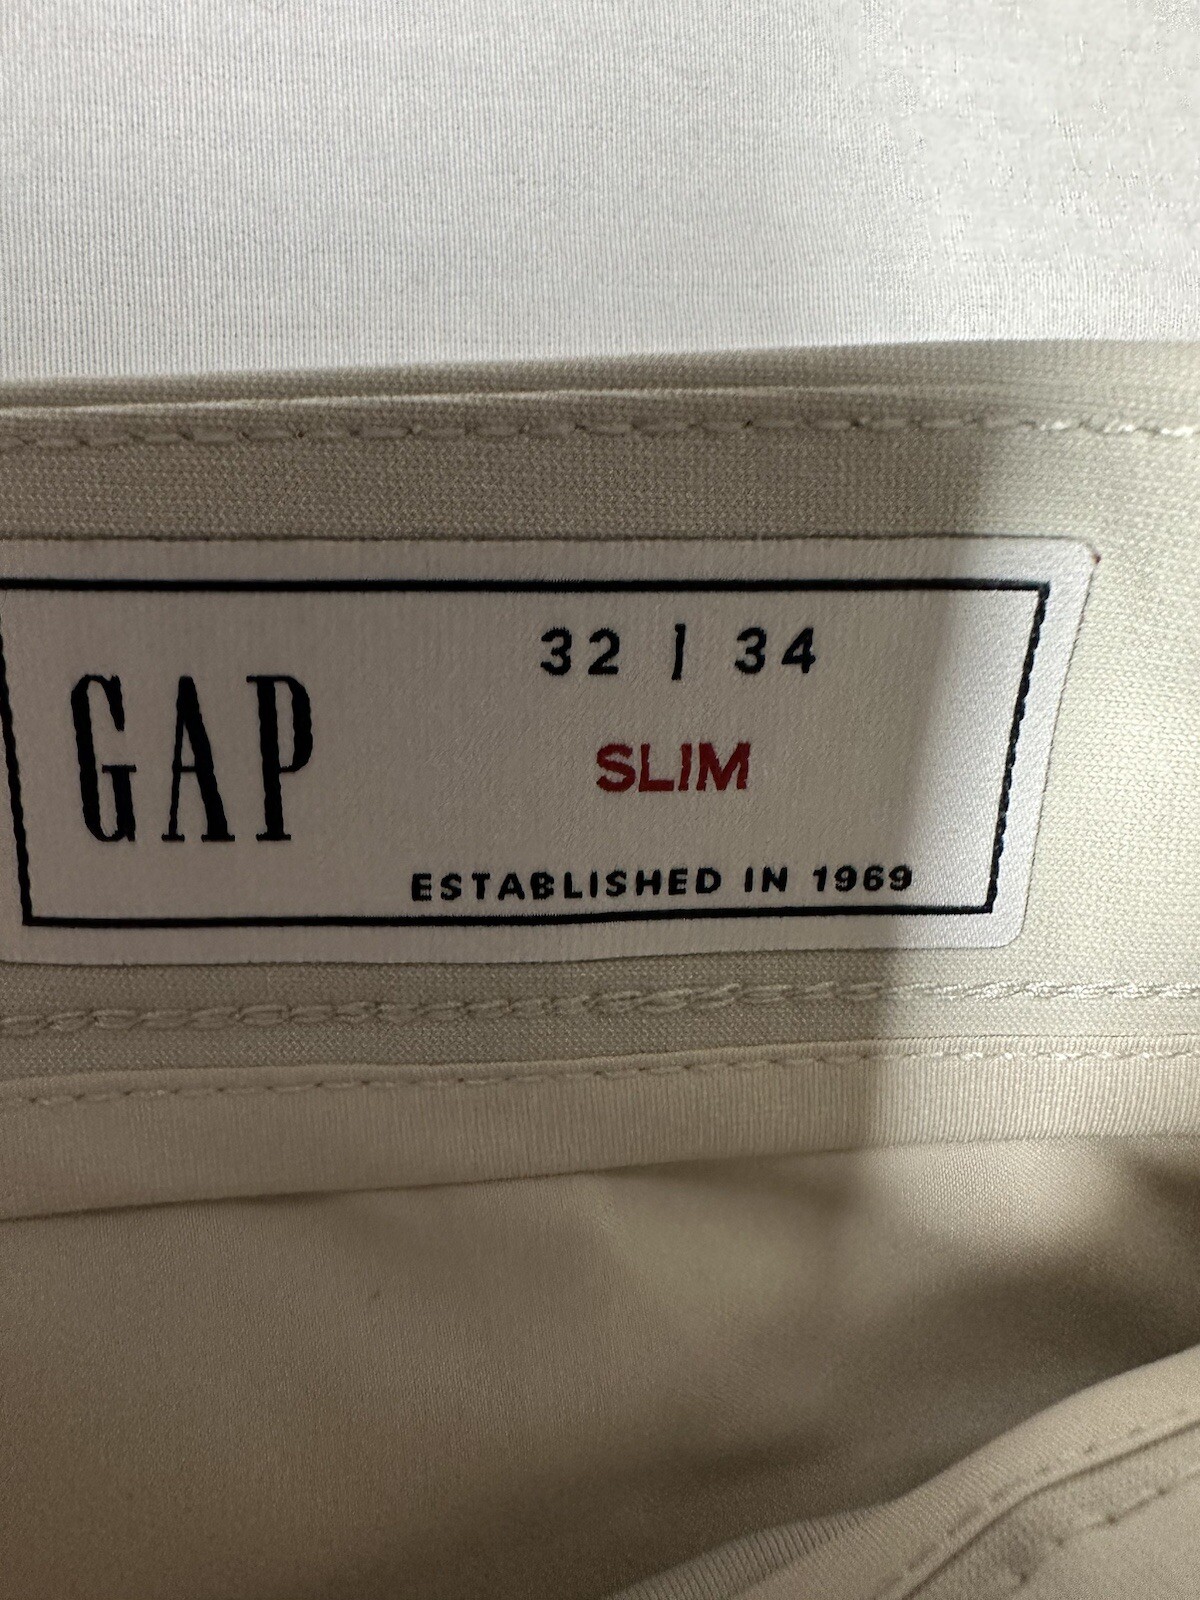 GAP
32 | 34
SLIM
ESTABLISHED IN 1969